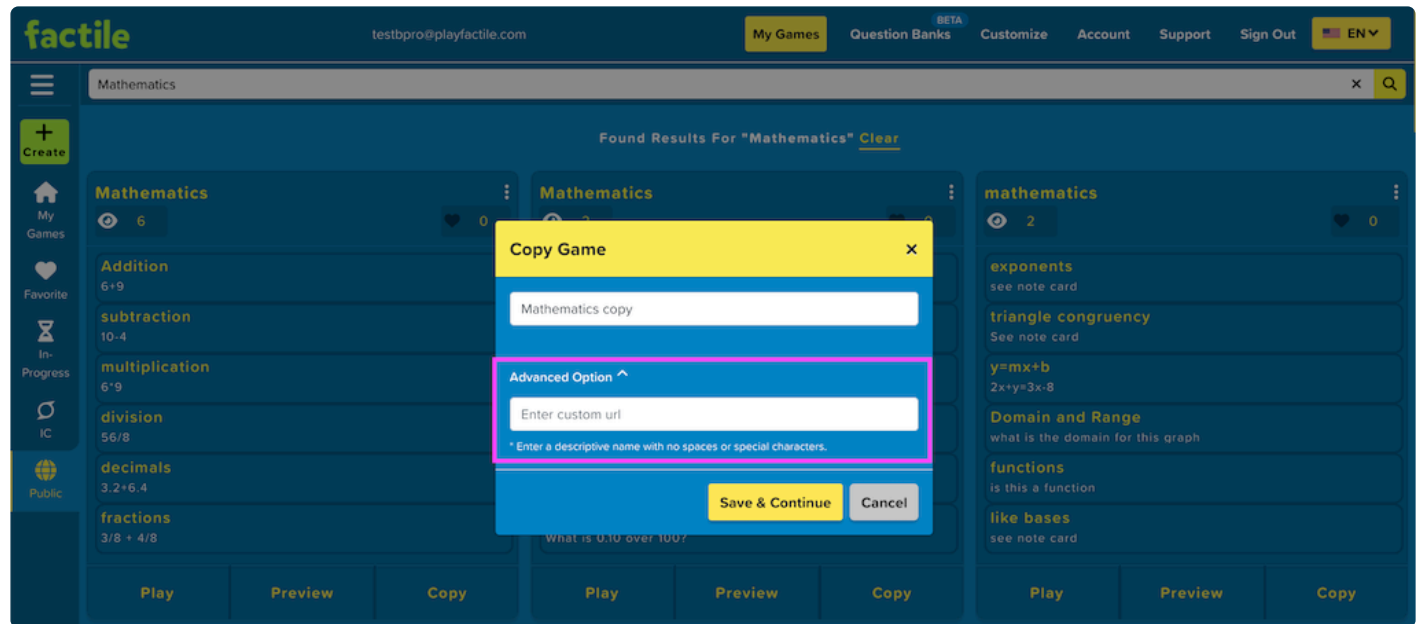 factile
testbpro@playfactile.com
My Games
Question Banks
BETA
Customize
Account
Support
Sign Out
EN
Mathematics
Create
My
Games
Favorite
In-
Progress
IC
Public
Found Results For "Mathematics" Clear
Mathematics
6
0
Addition
6+9
subtraction
10-4
multiplication
6*9
division
56/8
decimals
3.2+6.4
fractions
3/8 + 4/8
Play Preview Copy
Mathematics
What is 0.10 over 100?
Play Preview Copy
mathematics
2
0
exponents
see note card
triangle congruency
See note card
y=mx+b
2x+y=3x-8
Domain and Range
what is the domain for this graph
functions
is this a function
like bases
see note card
Play Preview Copy
Copy Game
Mathematics copy
Advanced Option
Enter custom url
* Enter a descriptive name with no spaces or special characters.
Save & Continue
Cancel